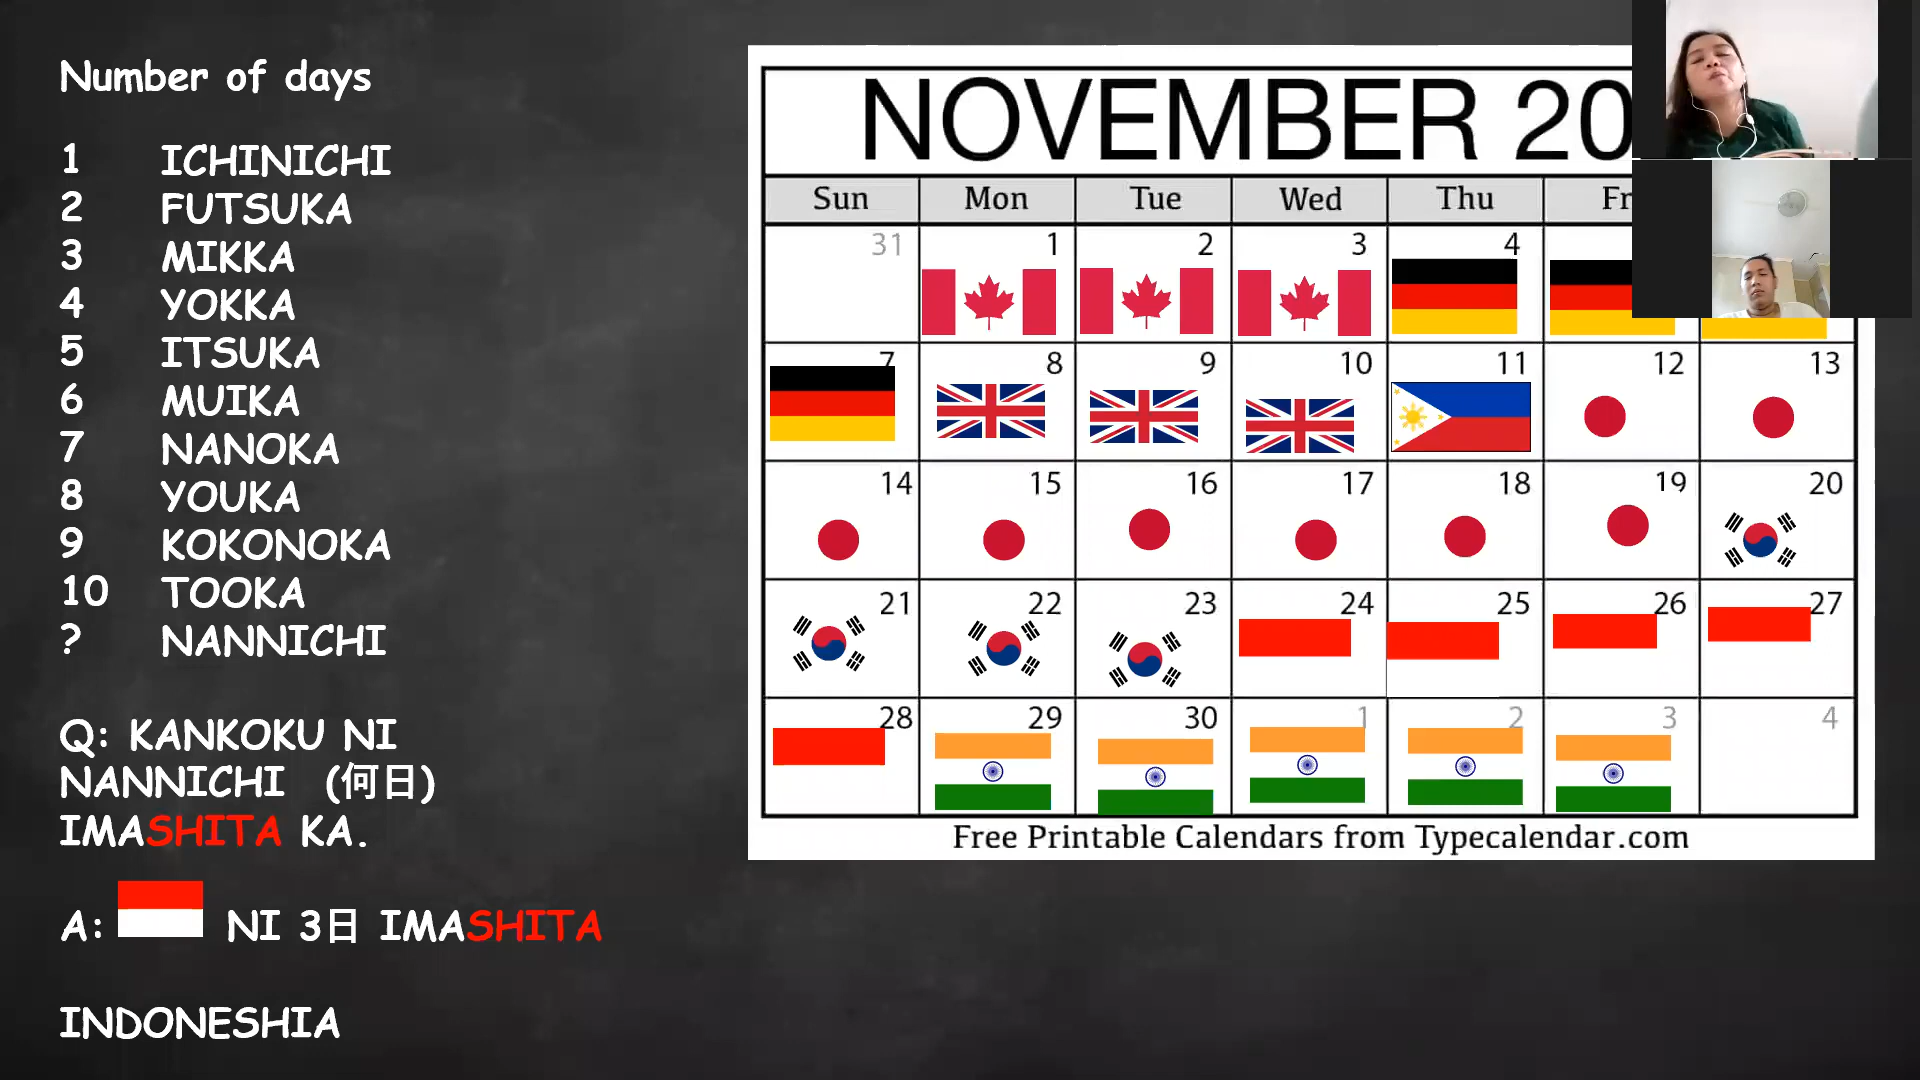 Number of days
1 ICHINICHI
2 FUTSUKA
3 MIKKA
4 YOKKA
5 ITSUKA
6 MUIKA
7 NANOKA
8 YOUKA
9 KOKONOKA
10 TOOKA
? NANNICHI
Q: KANKOKU NI
NANNICHI (何日)
IMASHITA KA.
A: NI 3日 IMASHITA
INDONESHIA
NOVEMBER 20
Sun Mon Tue Wed Thu Fr
31 1 2 3 4
7 8 9 10 11 12 13
14 15 16 17 18 19 20
21 22 23 24 25 26 27
28 29 30 1 2 3 4
Free Printable Calendars from Typecalendar.com